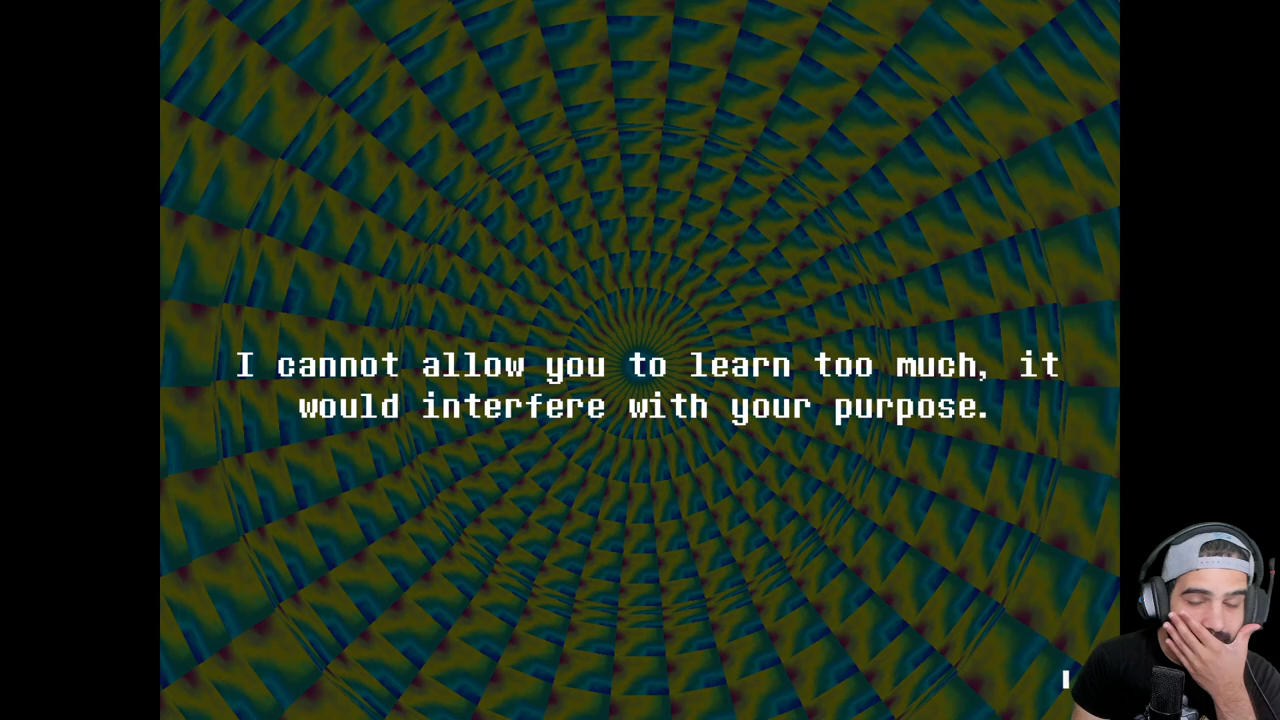 I cannot allow you to learn too much, it
would interfere with your purpose.